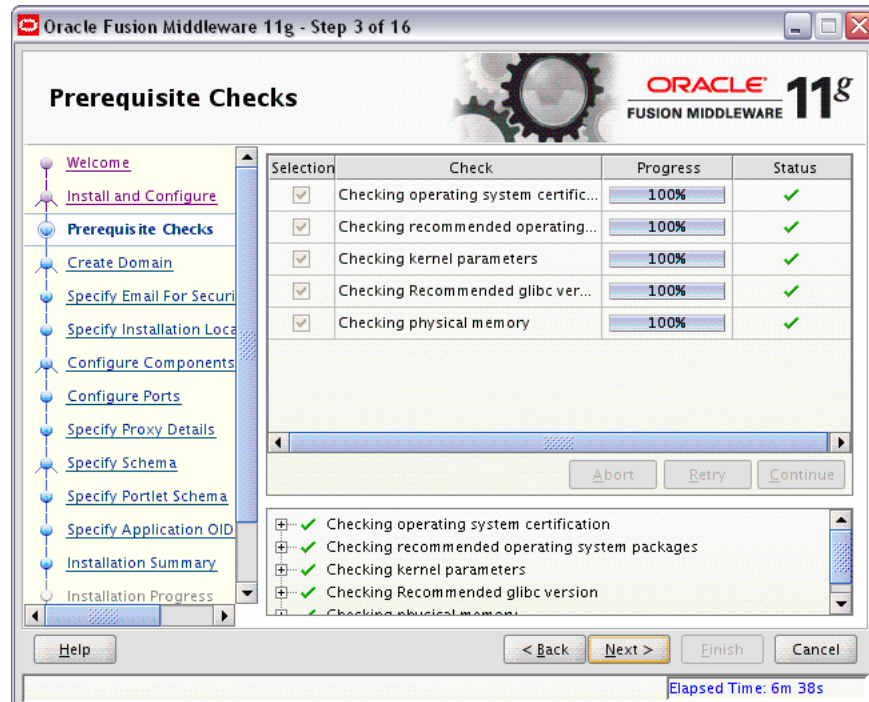 Oracle Fusion Middleware 11g - Step 3 of 16
Prerequisite Checks
ORACLE
FUSION MIDDLEWARE
11g
Welcome
Install and Configure
Prerequisite Checks
Create Domain
Specify Email For Securi
Specify Installation Loca
Configure Components
Configure Ports
Specify Proxy Details
Specify Schema
Specify Portlet Schema
Specify Application OID
Installation Summary
Installation Progress
Selection Check Progress Status
Checking operating system certific... 100%
Checking recommended operating... 100%
Checking kernel parameters 100%
Checking Recommended glibc ver... 100%
Checking physical memory 100%
Abort Retry Continue
Checking operating system certification
Checking recommended operating system packages
Checking kernel parameters
Checking Recommended glibc version
Checking physical memory
Help < Back Next > Finish Cancel
Elapsed Time: 6m 38s